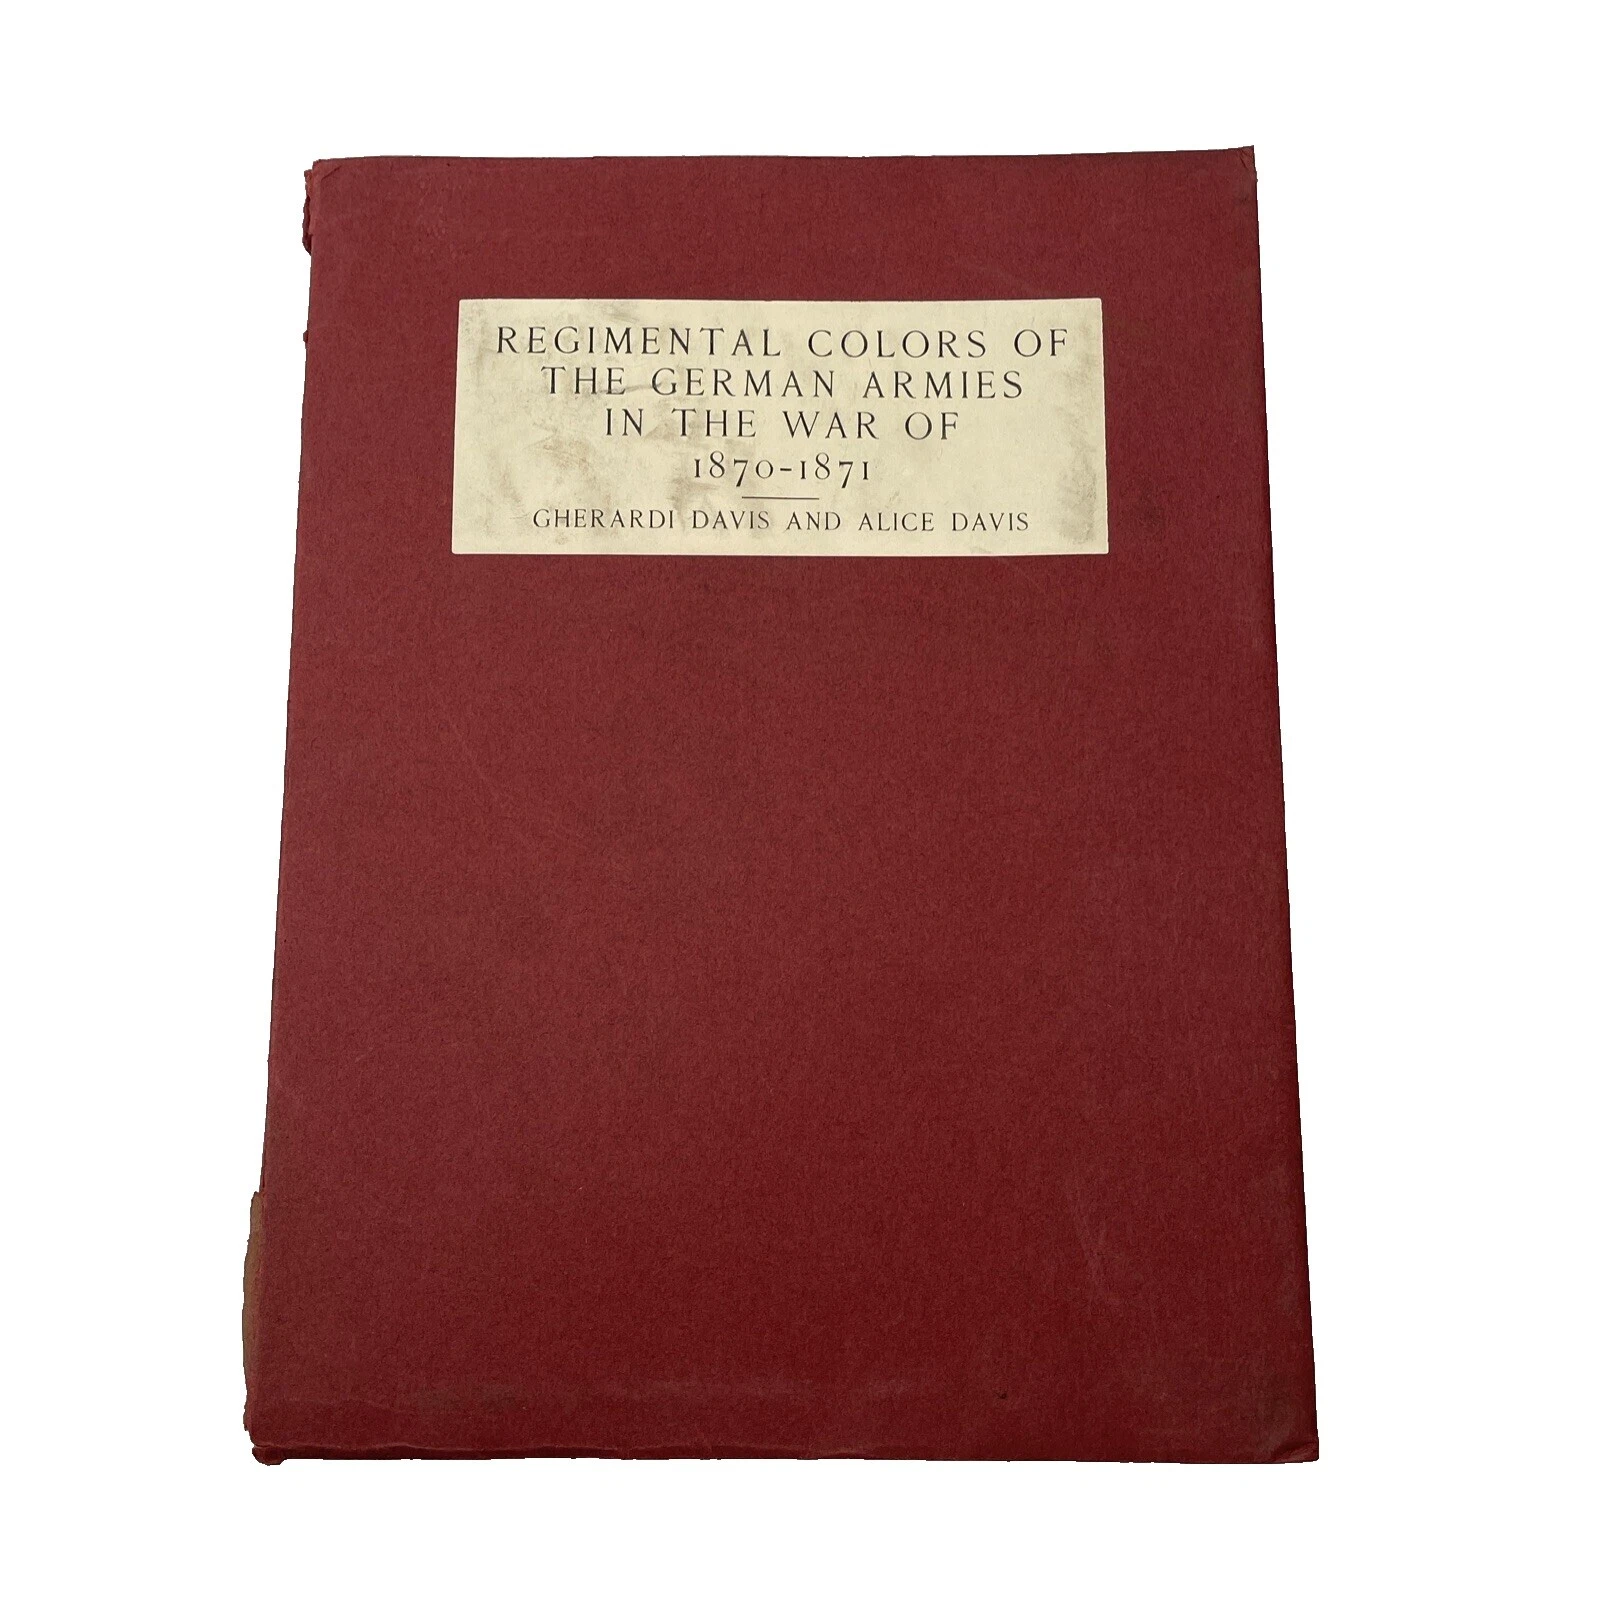 REGIMENTAL COLORS OF
THE GERMAN ARMIES
IN THE WAR OF
1870-1871
GHERARDI DAVIS AND ALICE DAVIS